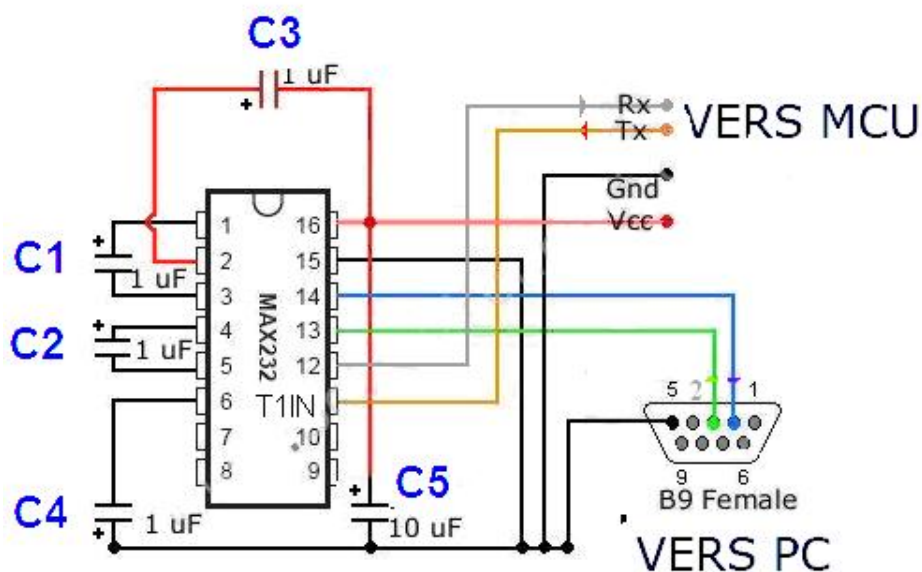 C3
1 uF
+
Rx
Tx
VERS MCU
Gnd
Vcc
+
C1
1 uF
+
C2
1 uF
1 16
2 15
3 14
4 13
5 12
6 T1IN
7 10
8 9
MAX232
5 2 1
9 6
B9 Female
VERS PC
C4
1 uF
+
+
C5
10 uF